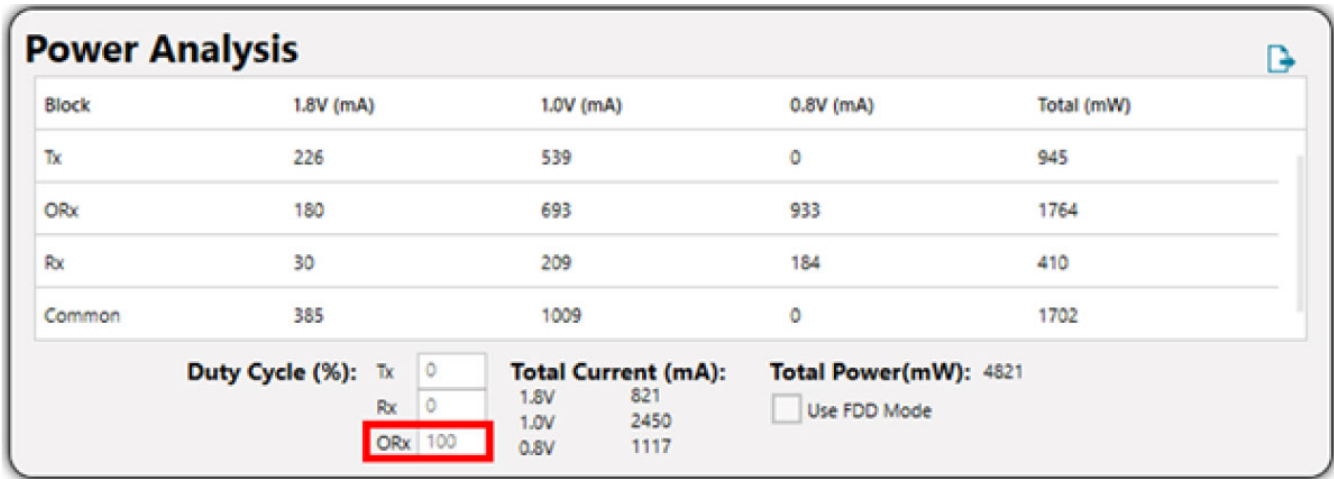 Power Analysis
Block 1.8V (mA) 1.0V (mA) 0.8V (mA) Total (mW)
Tx 226 539 0 945
ORx 180 693 933 1764
Rx 30 209 184 410
Common 385 1009 0 1702
Duty Cycle (%): Tx 0 Total Current (mA): Total Power(mW): 4821
1.8V 821
Rx 0 Use FDD Mode
1.0V 2450
ORx 100
0.8V 1117